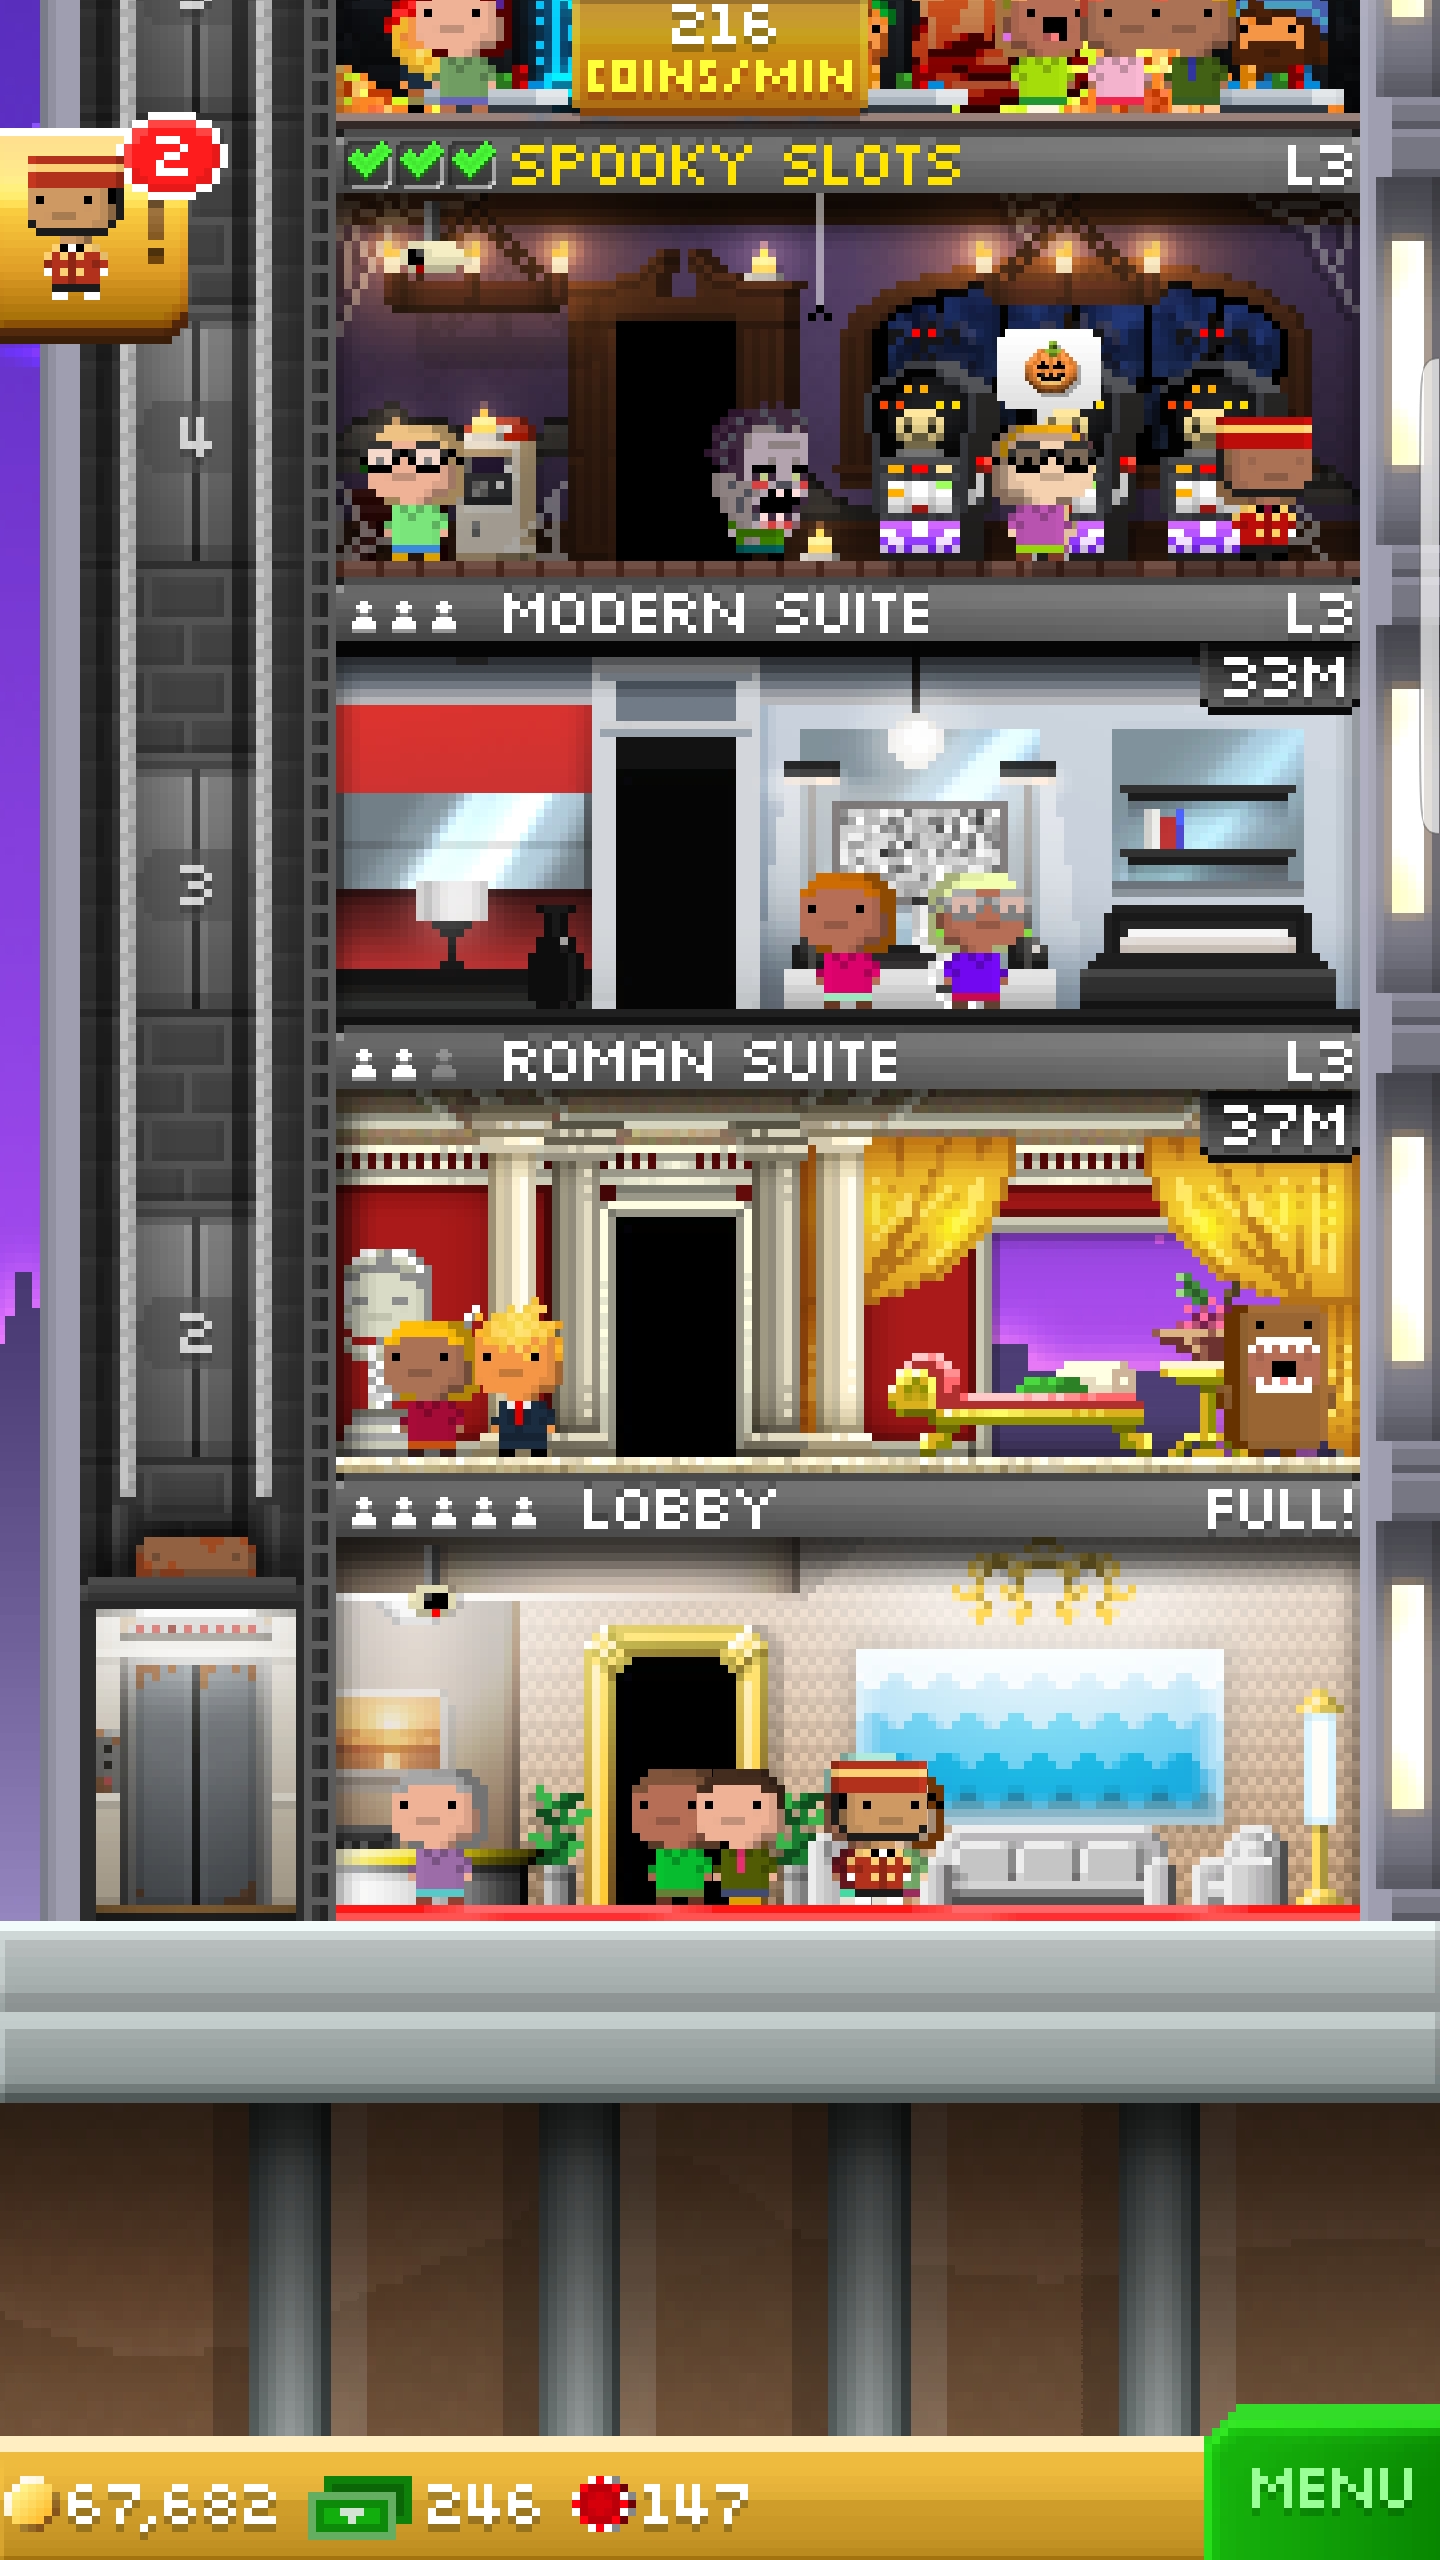 216
COINS/MIN
2
!
SPOOKY SLOTS L3
4
MODERN SUITE L3
33M
3
ROMAN SUITE L3
37M
2
LOBBY FULL!
67,682 246 147
MENU